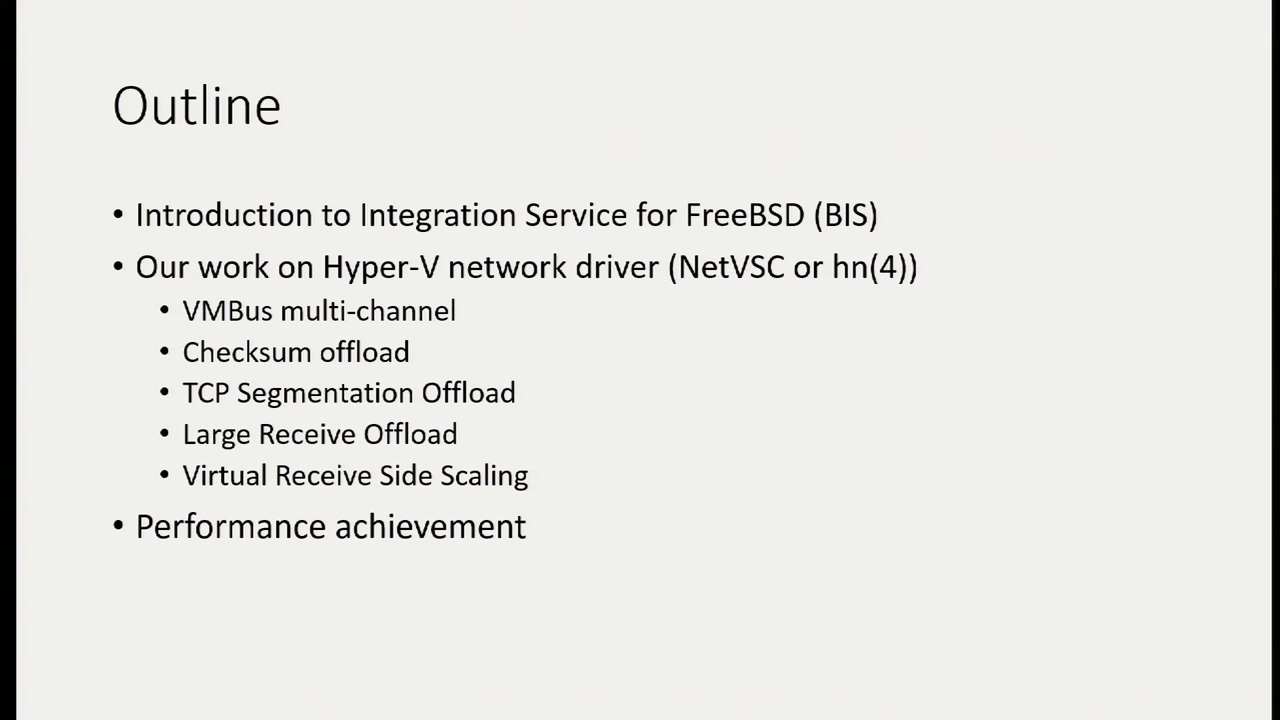 Outline
• Introduction to Integration Service for FreeBSD (BIS)
• Our work on Hyper-V network driver (NetVSC or hn(4))
• VMBus multi-channel
• Checksum offload
• TCP Segmentation Offload
• Large Receive Offload
• Virtual Receive Side Scaling
• Performance achievement